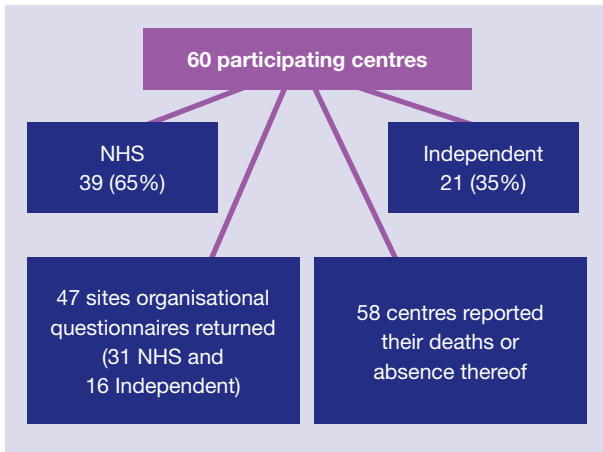 60 participating centres
NHS
39 (65%)
Independent
21 (35%)
47 sites organisational
questionnaires returned
(31 NHS and
16 Independent)
58 centres reported
their deaths or
absence thereof